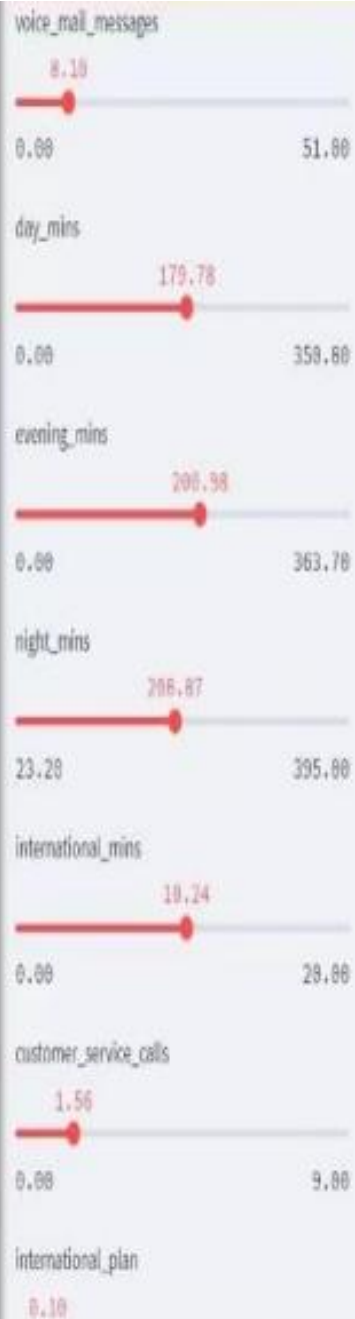 voice_mail_messages
8.10
0.00 51.00
day_mins
179.78
0.00 350.80
evening_mins
200.98
0.00 363.70
night_mins
200.87
23.20 395.00
international_mins
10.24
0.00 20.00
customer_service_calls
1.56
0.00 9.00
international_plan
0.10